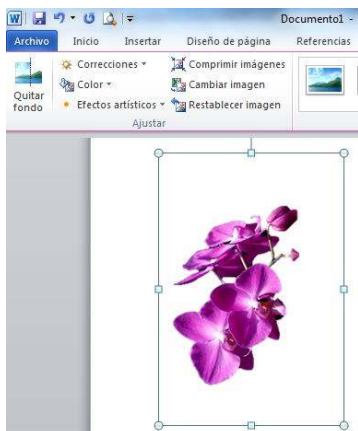 Documento1 -
Archivo Inicio Insertar Diseño de página Referencias
Quitar fondo
Correcciones
Color
Efectos artísticos
Comprimir imágenes
Cambiar imagen
Restablecer imagen
Ajustar